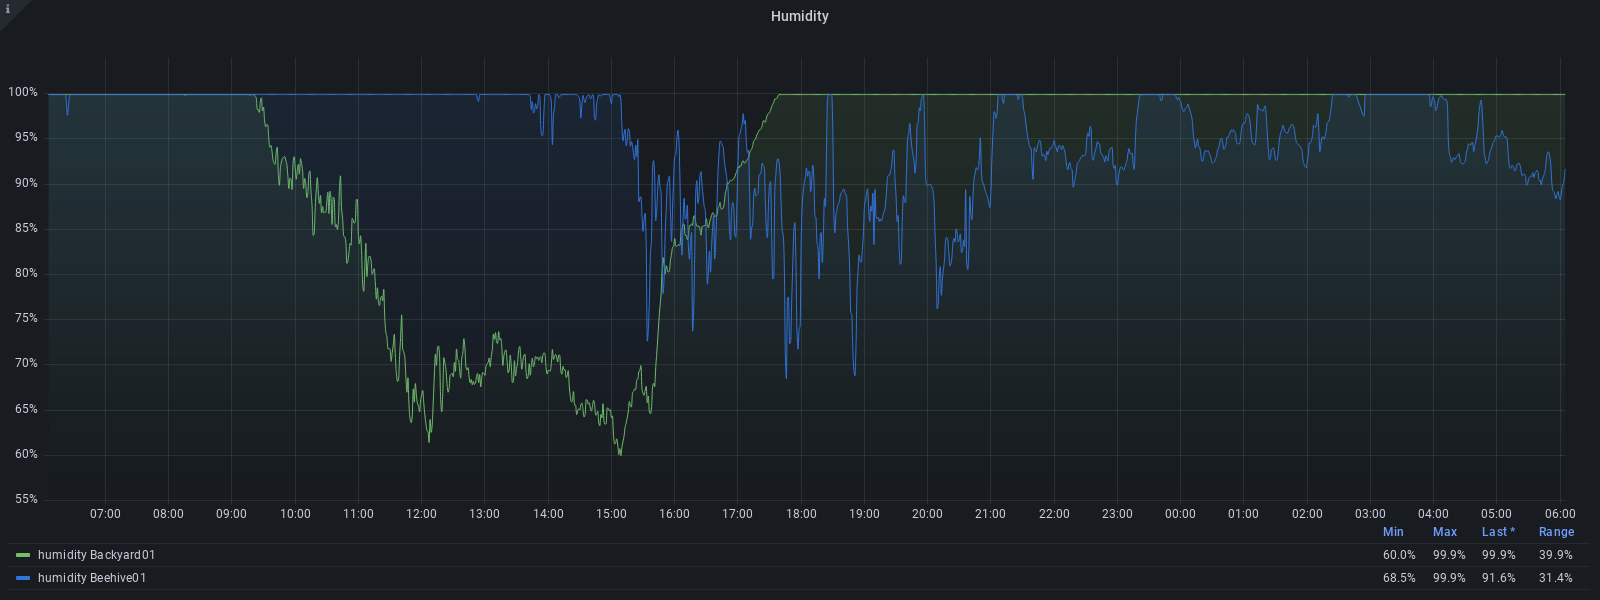 i
Humidity
100%
95%
90%
85%
80%
75%
70%
65%
60%
55%
07:00 08:00 09:00 10:00 11:00 12:00 13:00 14:00 15:00 16:00 17:00 18:00 19:00 20:00 21:00 22:00 23:00 00:00 01:00 02:00 03:00 04:00 05:00 06:00
Min Max Last * Range
humidity Backyard01 60.0% 99.9% 99.9% 39.9%
humidity Beehive01 68.5% 99.9% 91.6% 31.4%